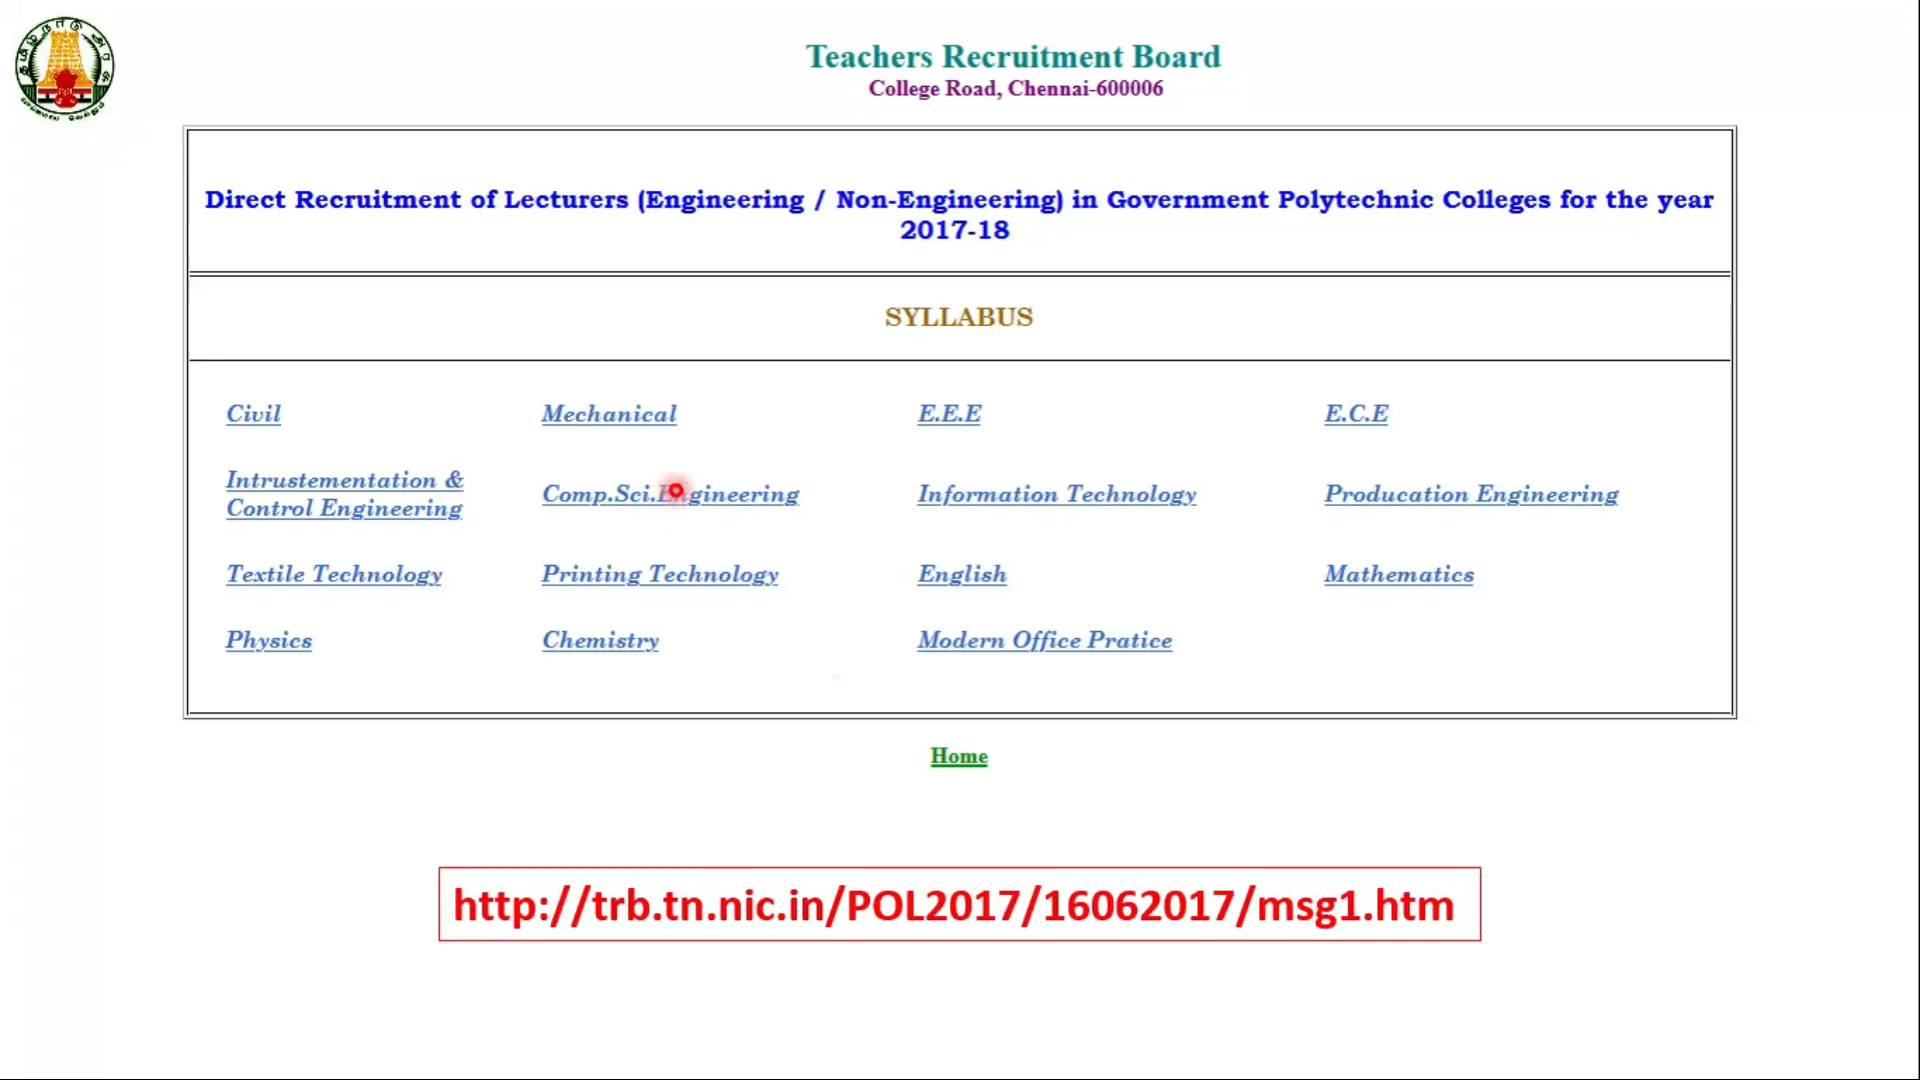 Teachers Recruitment Board
College Road, Chennai-600006
Direct Recruitment of Lecturers (Engineering / Non-Engineering) in Government Polytechnic Colleges for the year
2017-18
SYLLABUS
Civil Mechanical E.E.E E.C.E
Intrustementation &
Control Engineering
Comp.Sci.Engineering Information Technology Producation Engineering
Textile Technology Printing Technology English Mathematics
Physics Chemistry Modern Office Pratice
Home
http://trb.tn.nic.in/POL2017/16062017/msg1.htm